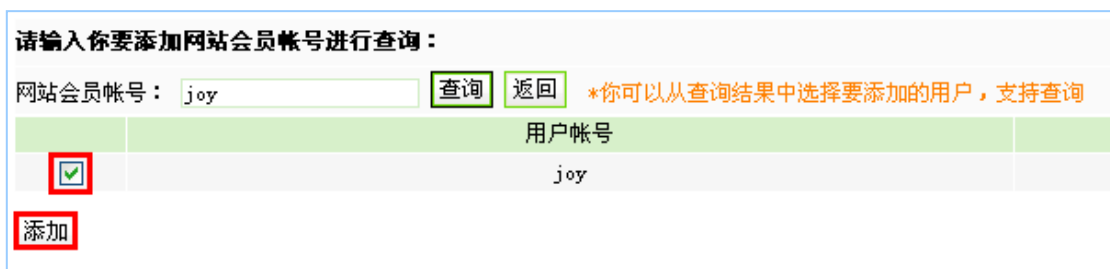 请输入你要添加网站会员帐号进行查询：
网站会员帐号： joy 查询 返回 *你可以从查询结果中选择要添加的用户，支持查询
用户帐号
joy
添加